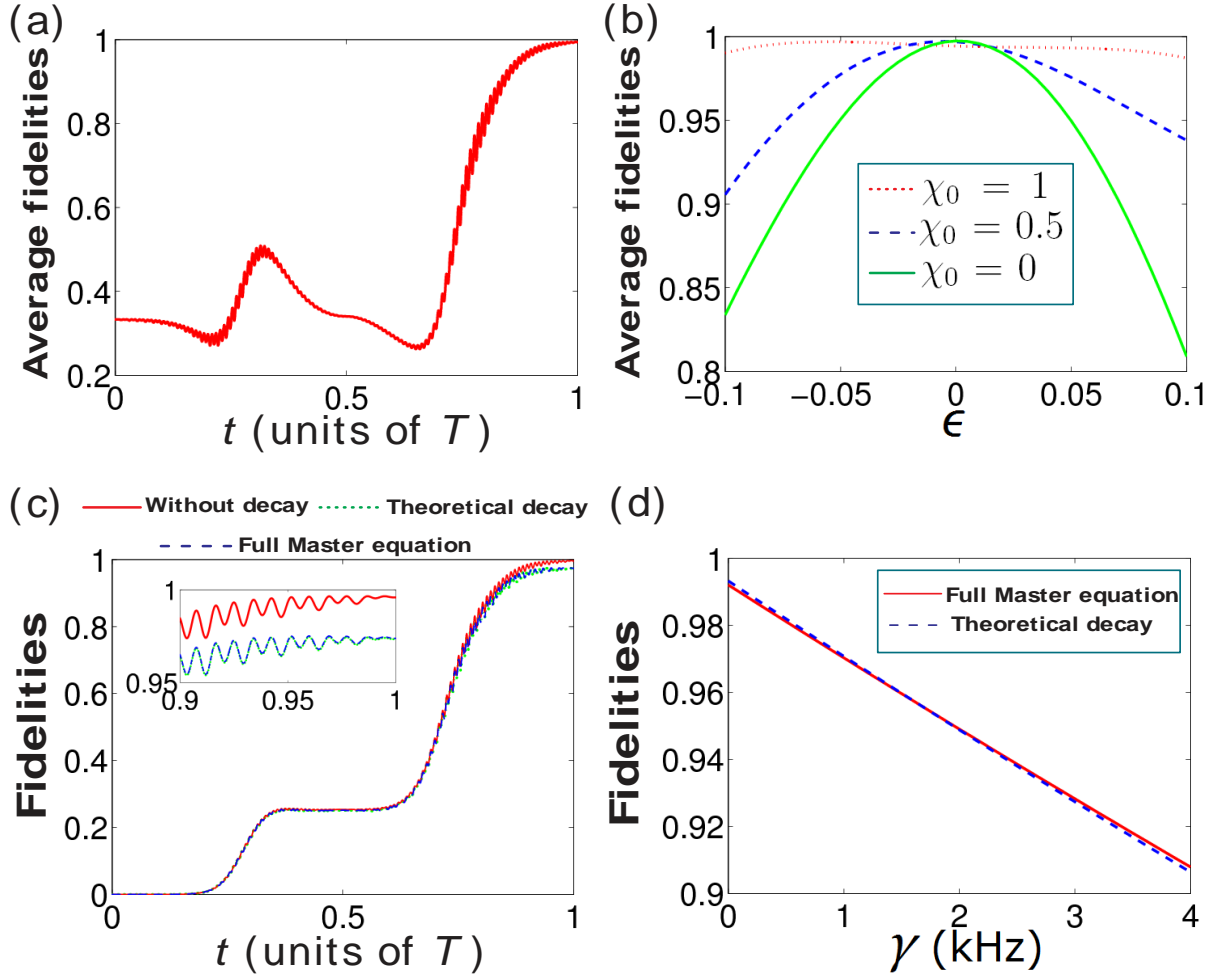 (a)
Average fidelities
1
0.8
0.6
0.4
0.2
0
0.5
1
t (units of T)
(b)
Average fidelities
1
0.95
0.9
0.85
0.8
−0.1
−0.05
0
0.05
0.1
ϵ
χ₀ = 1
χ₀ = 0.5
χ₀ = 0
(c)
Without decay
Theoretical decay
Full Master equation
Fidelities
1
0.8
0.6
0.4
0.2
0
0
0.5
1
t (units of T)
1
0.95
0.9
0.95
1
(d)
Fidelities
1
0.98
0.96
0.94
0.92
0.9
0
1
2
3
4
γ (kHz)
Full Master equation
Theoretical decay